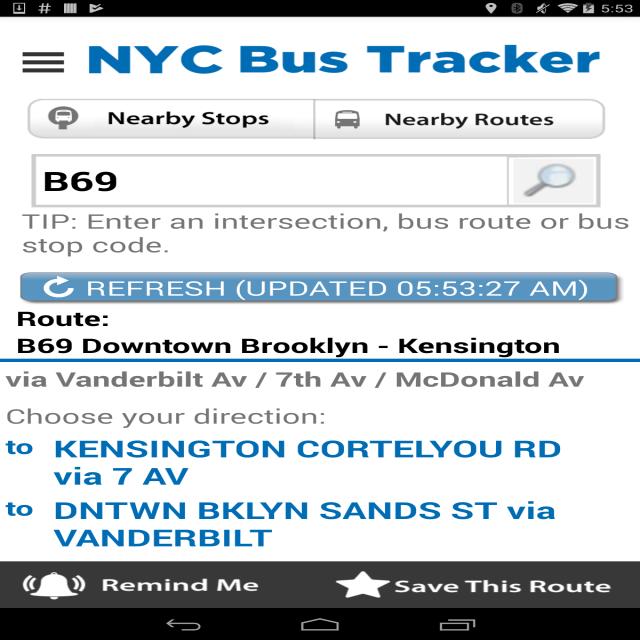 5:53
NYC Bus Tracker
Nearby Stops
Nearby Routes
B69
TIP: Enter an intersection, bus route or bus
stop code.
REFRESH (UPDATED 05:53:27 AM)
Route:
B69 Downtown Brooklyn - Kensington
via Vanderbilt Av / 7th Av / McDonald Av
Choose your direction:
to KENSINGTON CORTELYOU RD
via 7 AV
to DNTWN BKLYN SANDS ST via
VANDERBILT
Remind Me
Save This Route